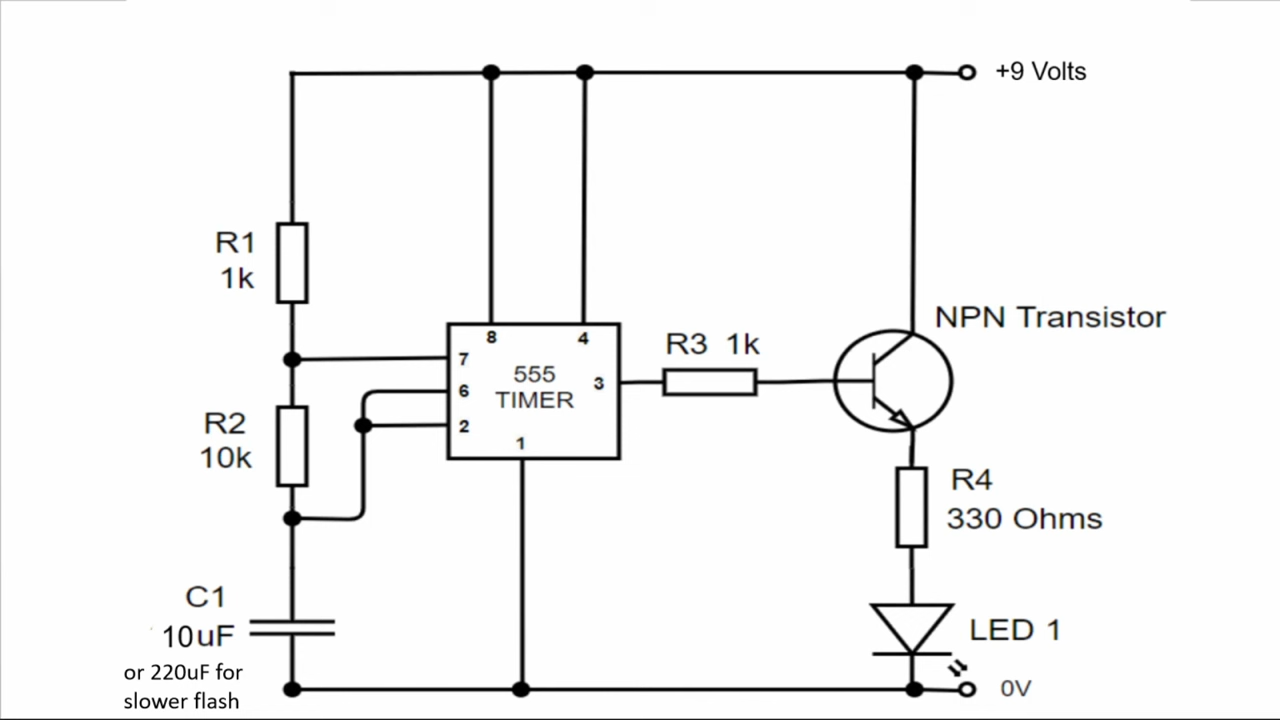 +9 Volts
R1
1k
NPN Transistor
8
4
R3 1k
7
555
3
6
TIMER
2
R2
10k
1
R4
330 Ohms
C1
10uF
LED 1
or 220uF for
slower flash
0V